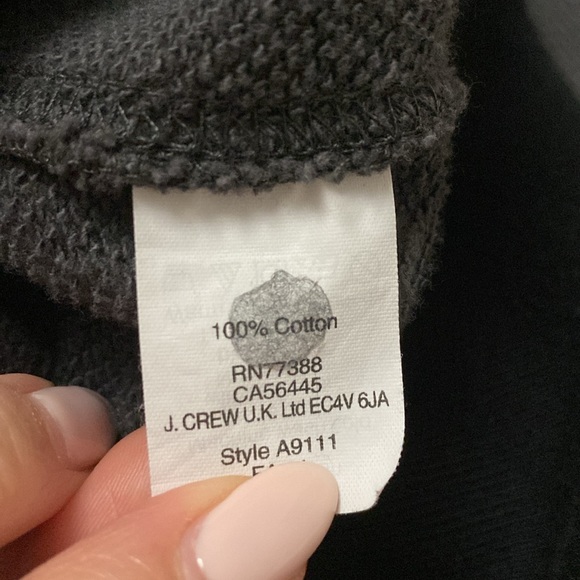 100% Cotton
RN77388
CA56445
J. CREW U.K. Ltd EC4V 6JA
Style A9111